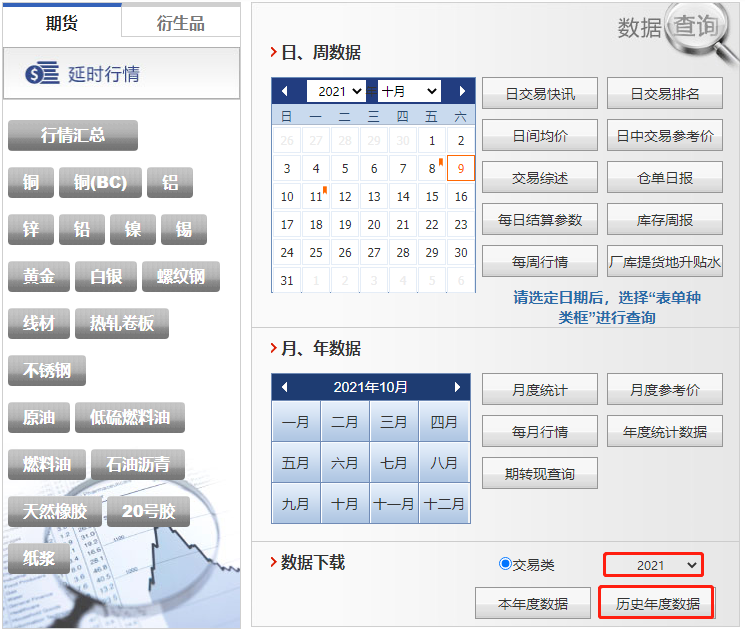 期货 衍生品
延时行情
行情汇总
铜 铜(BC) 铝
锌 铅 镍 锡
黄金 白银 螺纹钢
线材 热轧卷板
不锈钢
原油 低硫燃料油
燃料油 石油沥青
天然橡胶 20号胶
纸浆
数据 查询
日、周数据
2021 年 十月
日 一 二 三 四 五 六
26 27 28 29 30 1 2
3 4 5 6 7 8 9
10 11 12 13 14 15 16
17 18 19 20 21 22 23
24 25 26 27 28 29 30
31 1 2 3 4 5 6
日交易快讯 日交易排名
日间均价 日中交易参考价
交易综述 仓单日报
每日结算参数 库存周报
每周行情 厂库提货地升贴水
请选定日期后，选择“表单种
类框”进行查询
月、年数据
2021年10月
一月 二月 三月 四月
五月 六月 七月 八月
九月 十月 十一月 十二月
月度统计 月度参考价
每月行情 年度统计数据
期转现查询
数据下载
交易类 2021
本年度数据 历史年度数据